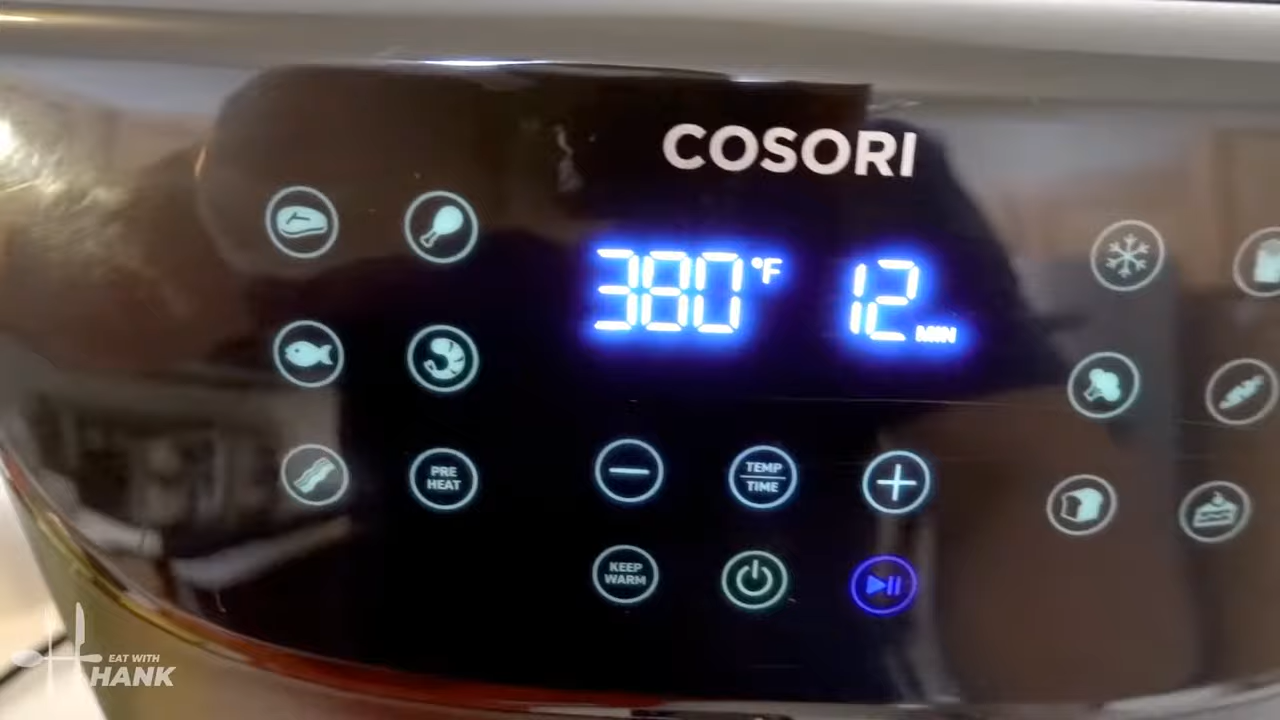 COSORI
380°F 12 MIN
PRE
HEAT
TEMP
TIME
KEEP
WARM
EAT WITH
HANK